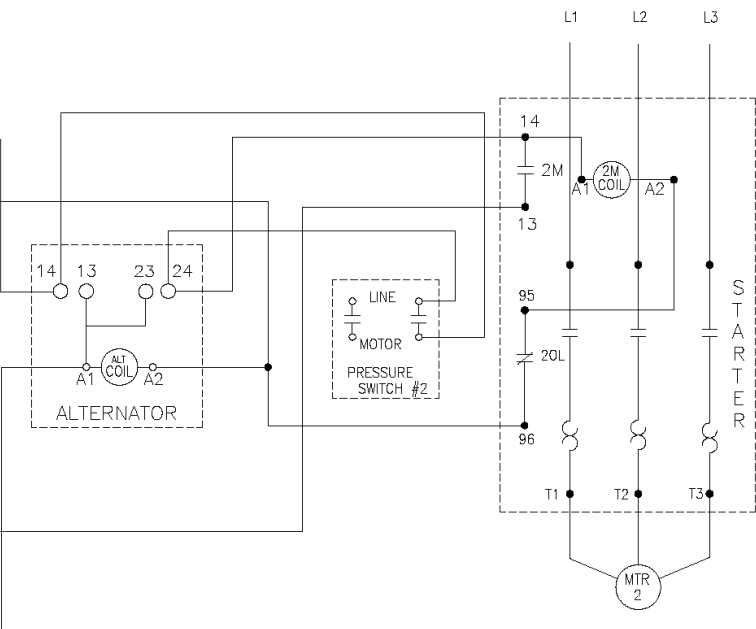 L1 L2 L3
14
2M
2M
COIL
A1
A2
13
14 13 23 24
LINE
MOTOR
PRESSURE
SWITCH #2
95
20L
96
ALT
COIL
A1
A2
ALTERNATOR
STARTER
T1 T2 T3
MTR
2